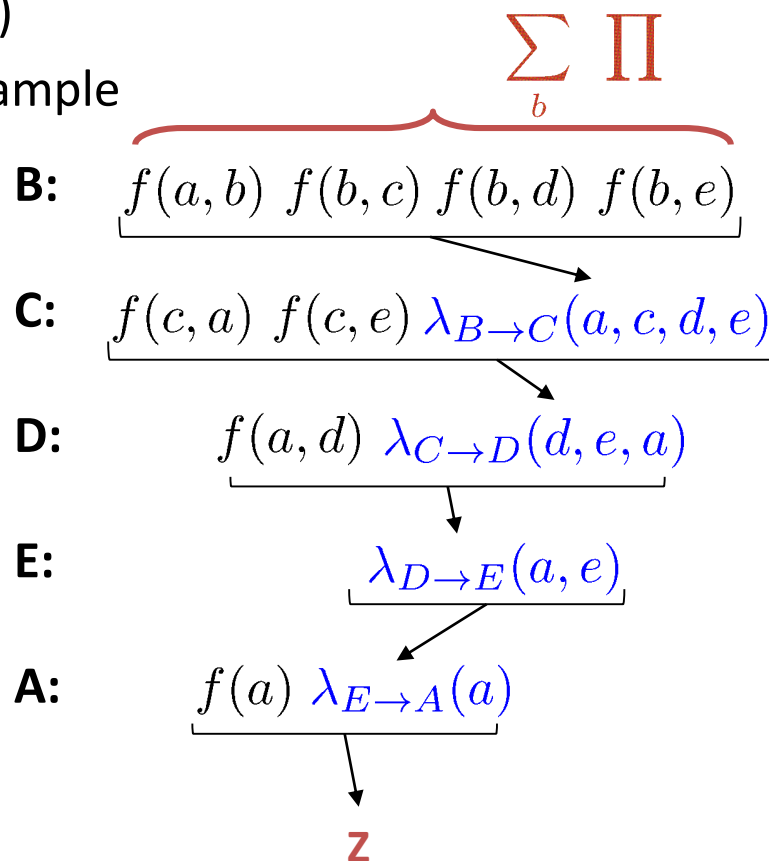 )
ample
∑ ∏
b
B: f(a, b) f(b, c) f(b, d) f(b, e)
C: f(c, a) f(c, e) λ_{B→C}(a, c, d, e)
D: f(a, d) λ_{C→D}(d, e, a)
E: λ_{D→E}(a, e)
A: f(a) λ_{E→A}(a)
Z